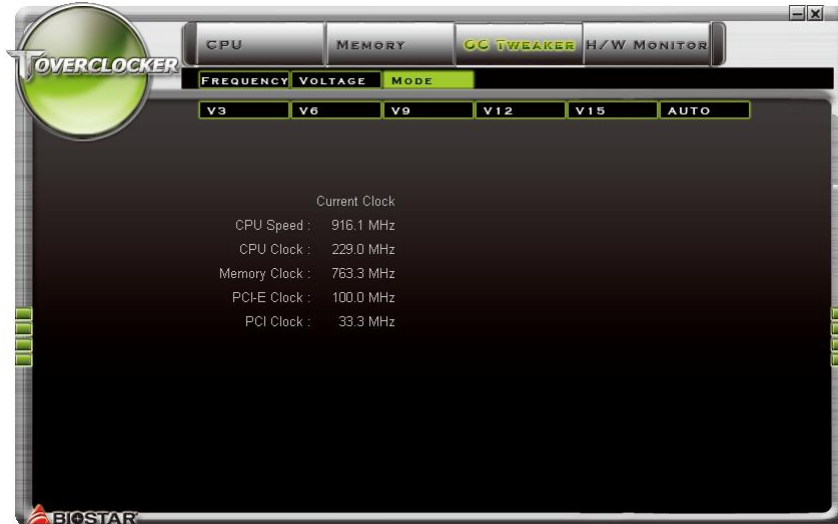 CPU MEMORY OC TWEAKER H/W MONITOR
TOVERCLOCKER
FREQUENCY VOLTAGE MODE
V3 V6 V9 V12 V15 AUTO
Current Clock
CPU Speed : 916.1 MHz
CPU Clock : 229.0 MHz
Memory Clock : 763.3 MHz
PCI-E Clock : 100.0 MHz
PCI Clock : 33.3 MHz
BIOSTAR